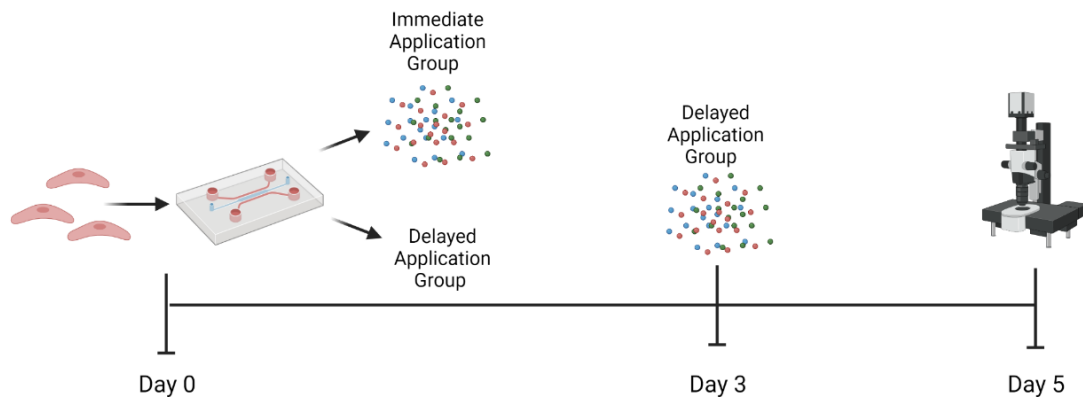 Immediate
Application
Group
Delayed
Application
Group
Delayed
Application
Group
Day 0
Day 3
Day 5